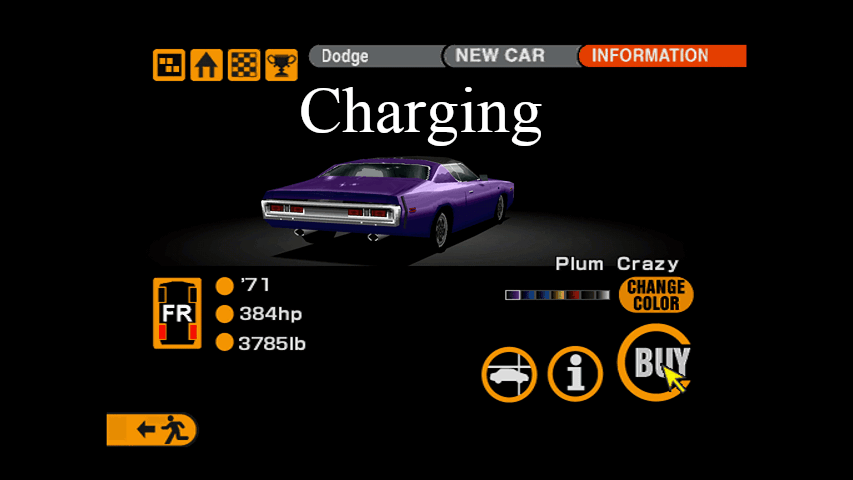 Dodge
NEW CAR
INFORMATION
Charging
Plum Crazy
CHANGE
COLOR
FR
'71
384hp
3785lb
i
BUY